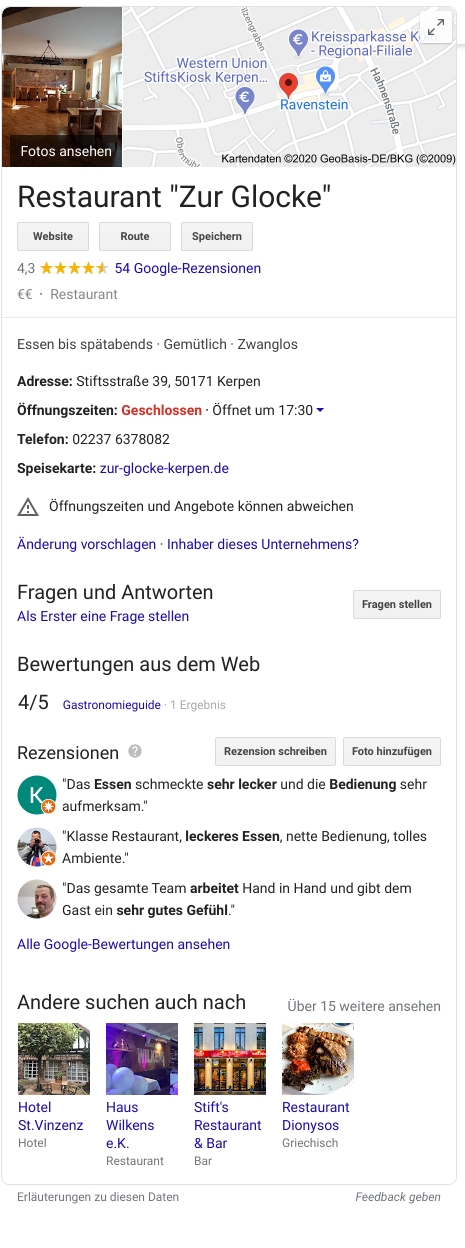 tzengraben
Kreissparkasse K
- Regional-Filiale
Western Union
StiftsKiosk Kerpen...
Ravenstein
Hahnenstraße
Obermühl
Fotos ansehen
Kartendaten ©2020 GeoBasis-DE/BKG (©2009)
Restaurant "Zur Glocke"
Website Route Speichern
4,3 54 Google-Rezensionen
€€ · Restaurant
Essen bis spätabends · Gemütlich · Zwanglos
Adresse: Stiftsstraße 39, 50171 Kerpen
Öffnungszeiten: Geschlossen · Öffnet um 17:30
Telefon: 02237 6378082
Speisekarte: zur-glocke-kerpen.de
Öffnungszeiten und Angebote können abweichen
Änderung vorschlagen · Inhaber dieses Unternehmens?
Fragen und Antworten
Als Erster eine Frage stellen
Fragen stellen
Bewertungen aus dem Web
4/5 Gastronomieguide · 1 Ergebnis
Rezensionen ? Rezension schreiben Foto hinzufügen
K
"Das Essen schmeckte sehr lecker und die Bedienung sehr
aufmerksam."
"Klasse Restaurant, leckeres Essen, nette Bedienung, tolles
Ambiente."
"Das gesamte Team arbeitet Hand in Hand und gibt dem
Gast ein sehr gutes Gefühl."
Alle Google-Bewertungen ansehen
Andere suchen auch nach Über 15 weitere ansehen
Hotel
St.Vinzenz
Hotel
Haus
Wilkens
e.K.
Restaurant
Stift's
Restaurant
& Bar
Bar
Restaurant
Dionysos
Griechisch
Erläuterungen zu diesen Daten Feedback geben